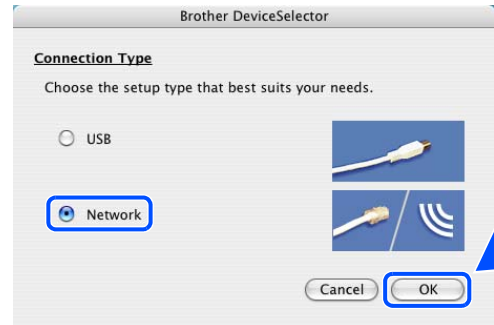 Brother DeviceSelector
Connection Type
Choose the setup type that best suits your needs.
USB
Network
Cancel
OK